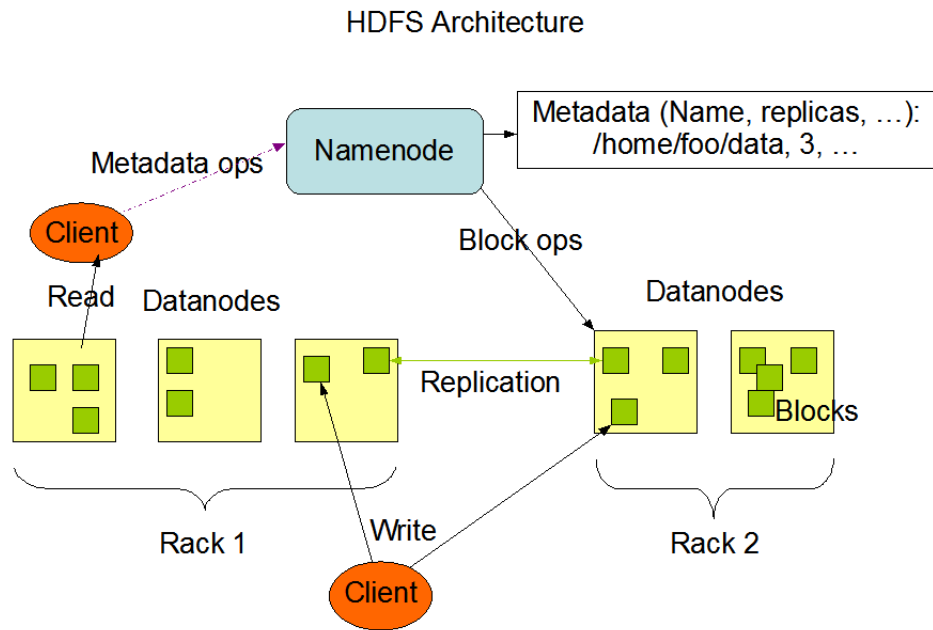 HDFS Architecture
Metadata (Name, replicas, …):
/home/foo/data, 3, …
Namenode
Metadata ops
Client
Block ops
Read
Datanodes
Datanodes
Replication
Blocks
Rack 1
Write
Rack 2
Client